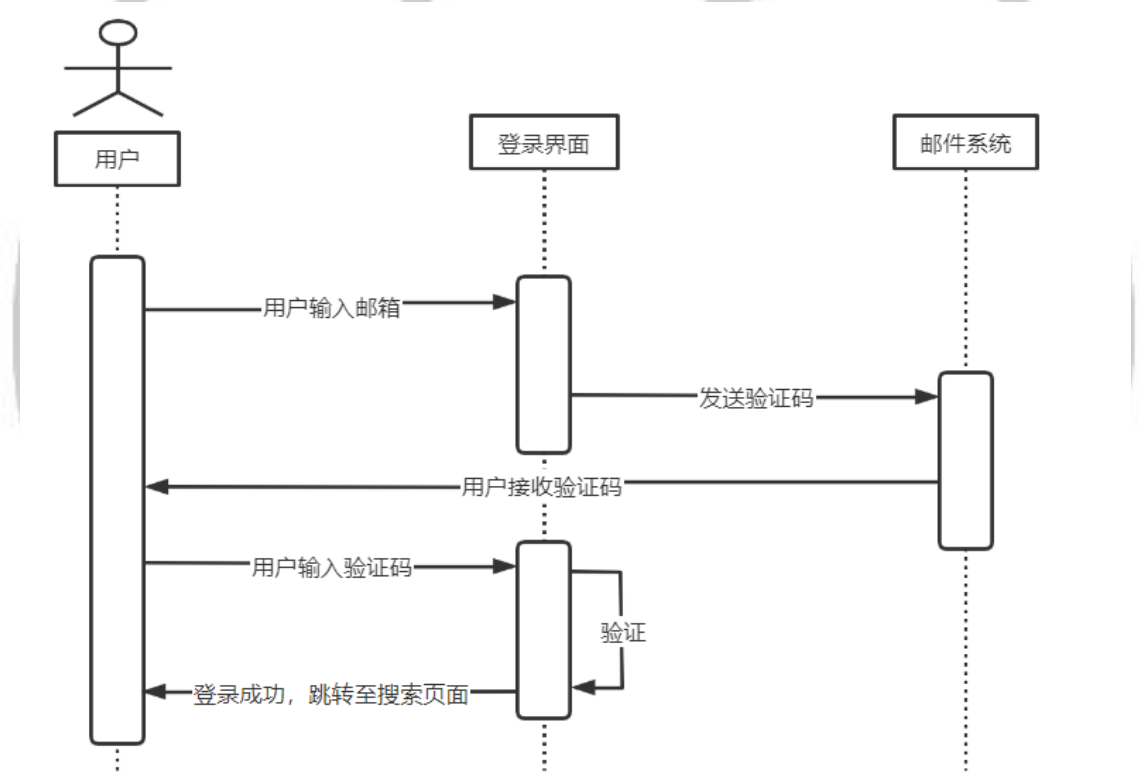 用户
登录界面
邮件系统
用户输入邮箱
发送验证码
用户接收验证码
用户输入验证码
验证
登录成功，跳转至搜索页面